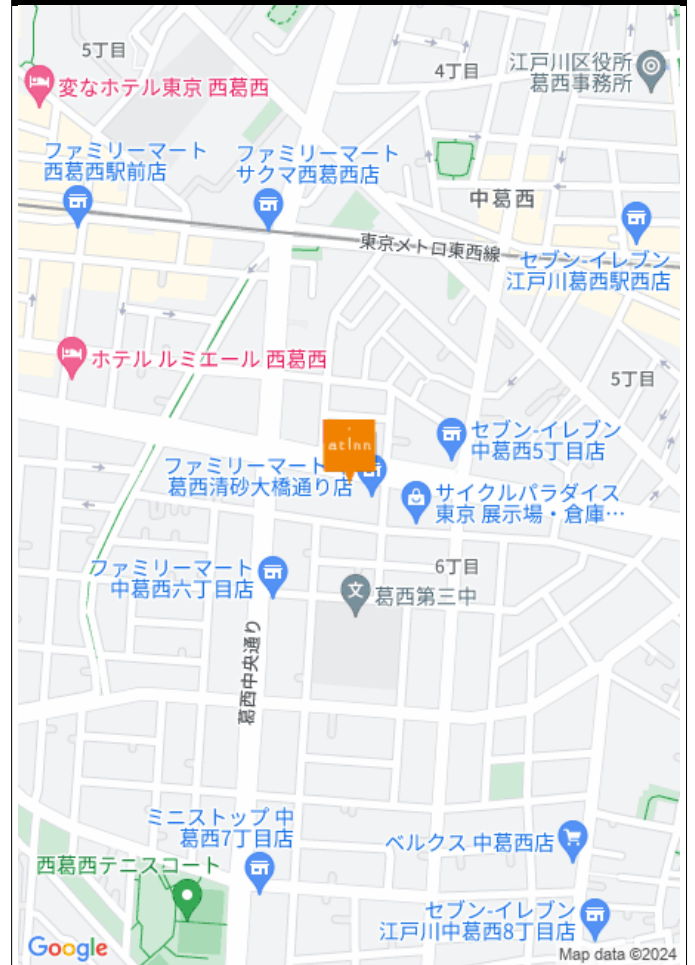 5丁目
4丁目
江戸川区役所
葛西事務所
変なホテル東京 西葛西
ファミリーマート
西葛西駅前店
ファミリーマート
サクマ西葛西店
中葛西
東京メトロ東西線
セブン-イレブン
江戸川葛西駅西店
ホテル ルミエール 西葛西
5丁目
atinn
セブン-イレブン
中葛西5丁目店
ファミリーマート
葛西清砂大橋通り店
サイクルパラダイス
東京 展示場・倉庫…
6丁目
ファミリーマート
中葛西六丁目店
文
葛西第三中
葛西中央通り
ミニストップ 中
葛西7丁目店
ベルクス 中葛西店
西葛西テニスコート
セブン-イレブン
江戸川中葛西8丁目店
Google
Map data ©2024